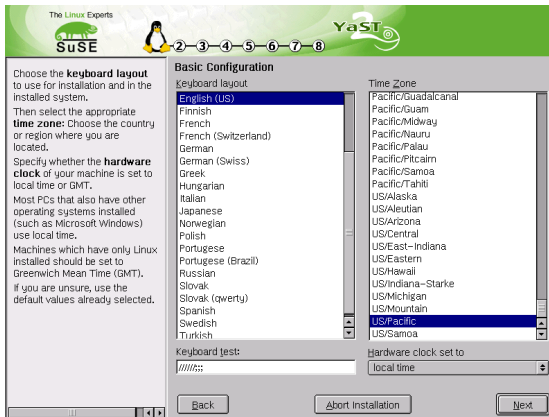 The Linux Experts
SuSE
2 3 4 5 6 7 8
YaST2
Choose the keyboard layout
to use for installation and in the
installed system.
Then select the appropriate
time zone: Choose the country
or region where you are
located.
Specify whether the hardware
clock of your machine is set to
local time or GMT.
Most PCs that also have other
operating systems installed
(such as Microsoft Windows)
use local time.
Machines which have only Linux
installed should be set to
Greenwich Mean Time (GMT).
If you are unsure, use the
default values already selected.
Basic Configuration
Keyboard layout
English (US)
Finnish
French
French (Switzerland)
German
German (Swiss)
Greek
Hungarian
Italian
Japanese
Norwegian
Polish
Portugese
Portugese (Brazil)
Russian
Slovak
Slovak (qwerty)
Spanish
Swedish
Turkish
Keyboard test:
//////;;;
Time Zone
Pacific/Guadalcanal
Pacific/Guam
Pacific/Midway
Pacific/Nauru
Pacific/Palau
Pacific/Pitcairn
Pacific/Samoa
Pacific/Tahiti
US/Alaska
US/Aleutian
US/Arizona
US/Central
US/East-Indiana
US/Eastern
US/Hawaii
US/Indiana-Starke
US/Michigan
US/Mountain
US/Pacific
US/Samoa
Hardware clock set to
local time
Back
Abort Installation
Next